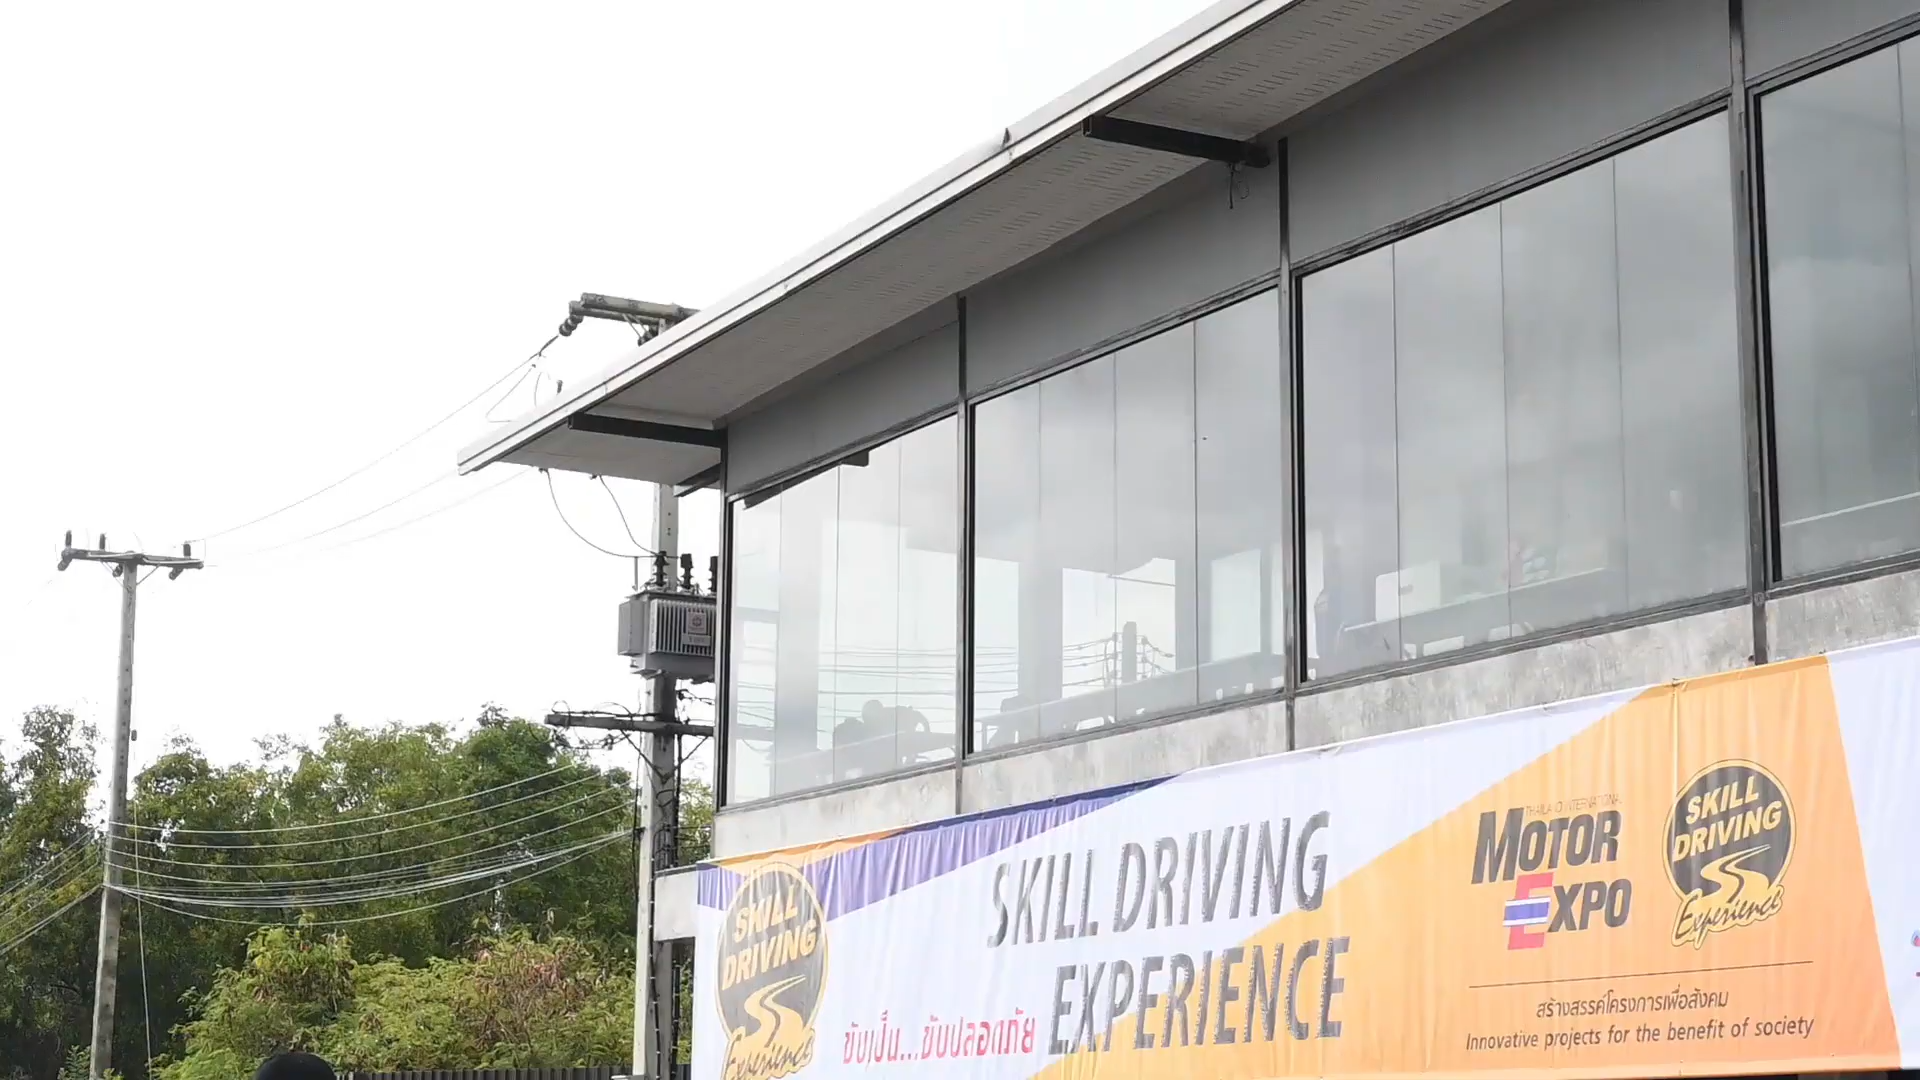 SKILL
DRIVING
Experience
ขับเป็น...ขับปลอดภัย
SKILL DRIVING
EXPERIENCE
THAILAND INTERNATIONAL
MOTOR
EXPO
SKILL
DRIVING
Experience
สร้างสรรค์โครงการเพื่อสังคม
Innovative projects for the benefit of society